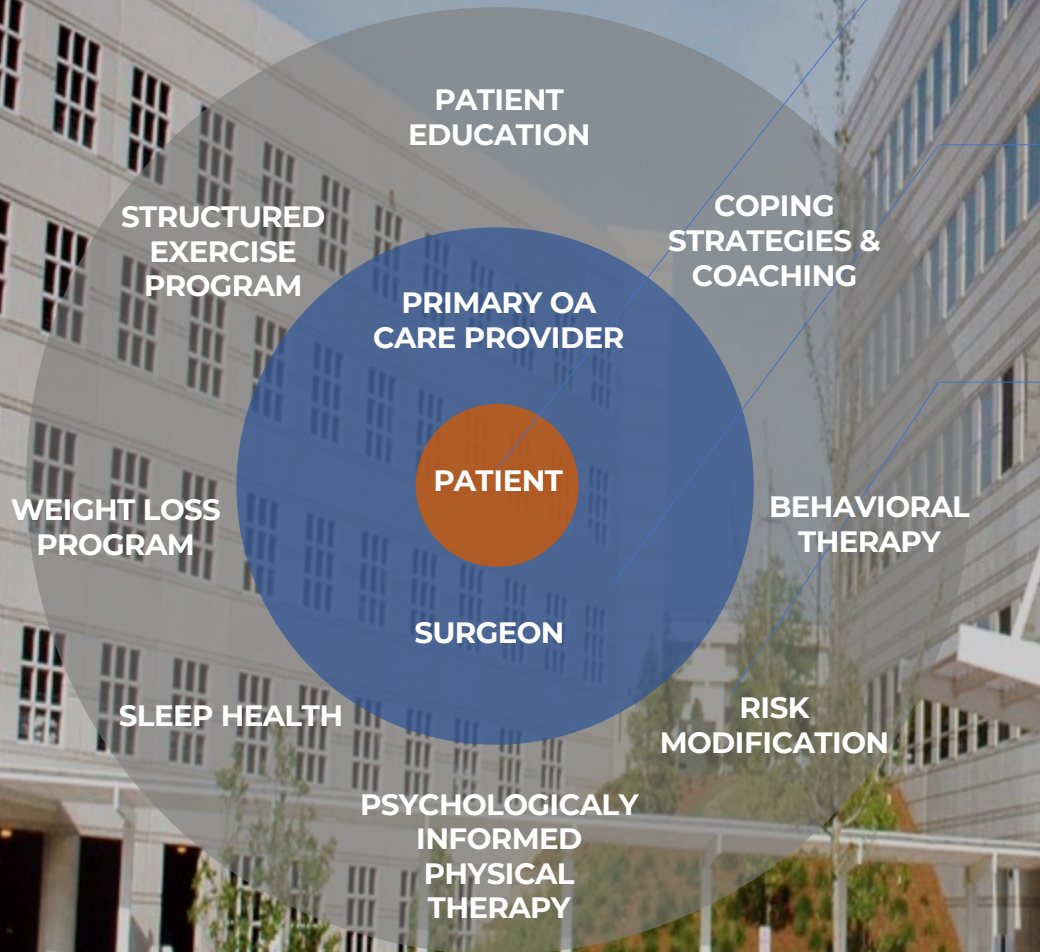 PATIENT
EDUCATION
COPING
STRATEGIES &
COACHING
STRUCTURED
EXERCISE
PROGRAM
PRIMARY OA
CARE PROVIDER
PATIENT
WEIGHT LOSS
PROGRAM
BEHAVIORAL
THERAPY
SURGEON
SLEEP HEALTH
RISK
MODIFICATION
PSYCHOLOGICALY
INFORMED
PHYSICAL
THERAPY